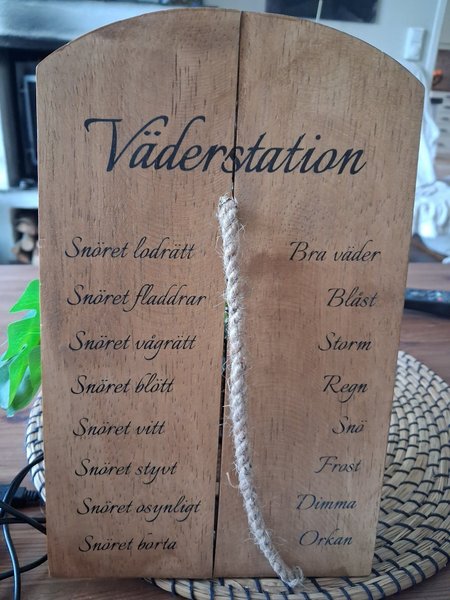 Väderstation
Snöret lodrätt Bra väder
Snöret fladdrar Blåst
Snöret vågrätt Storm
Snöret blött Regn
Snöret vitt Snö
Snöret styvt Frost
Snöret osynligt Dimma
Snöret borta Orkan